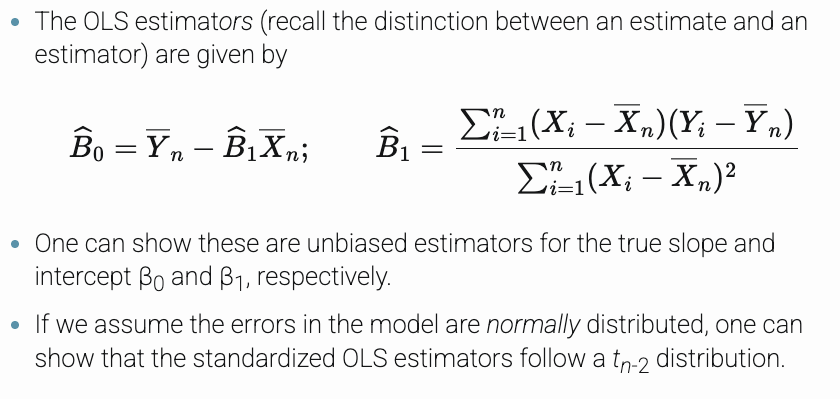 • The OLS estimators (recall the distinction between an estimate and an
estimator) are given by
$\widehat{B}_0 = \overline{Y}_n - \widehat{B}_1 \overline{X}_n; \qquad \widehat{B}_1 = \frac{\sum_{i=1}^{n} (X_i - \overline{X}_n)(Y_i - \overline{Y}_n)}{\sum_{i=1}^{n} (X_i - \overline{X}_n)^2}$
• One can show these are unbiased estimators for the true slope and
intercept β₀ and β₁, respectively.
• If we assume the errors in the model are normally distributed, one can
show that the standardized OLS estimators follow a tₙ₋₂ distribution.